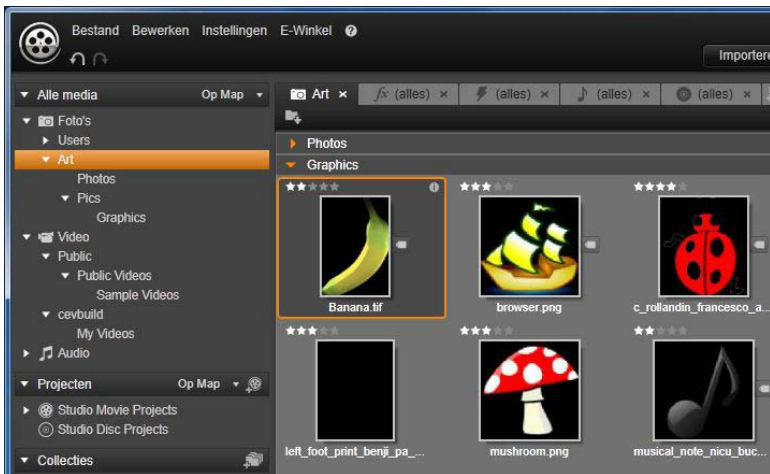 Bestand Bewerken Instellingen E-Winkel ?
Importere
Alle media Op Map
Foto's
Users
Art
Photos
Pics
Graphics
Video
Public
Public Videos
Sample Videos
cevbuild
My Videos
Audio
Projecten Op Map
Studio Movie Projects
Studio Disc Projects
Collecties
Art × fx (alles) × (alles) × (alles) × (alles) ×
Photos
Graphics
Banana.tif browser.png c_rollandin_francesco_a...
left_foot_print_benji_pa_... mushroom.png musical_note_nicu_buc...